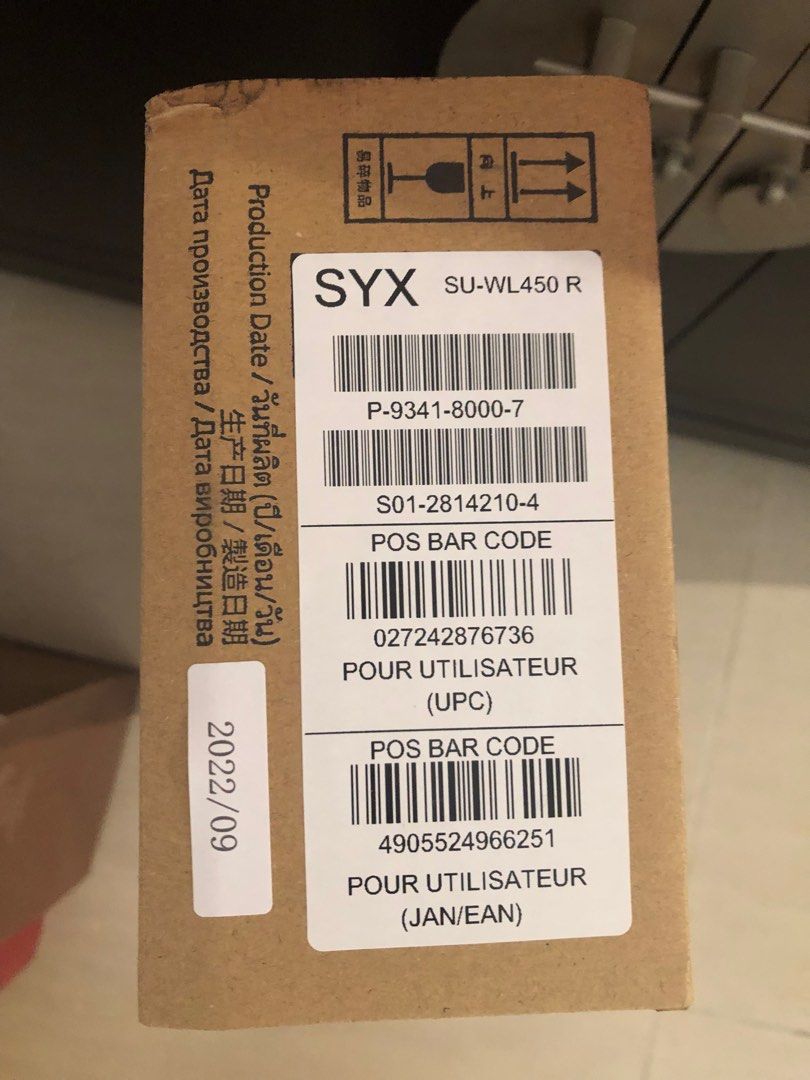 易碎物品
向上
SYX SU-WL450 R
P-9341-8000-7
S01-2814210-4
POS BAR CODE
027242876736
POUR UTILISATEUR
(UPC)
POS BAR CODE
4905524966251
POUR UTILISATEUR
(JAN/EAN)
Production Date / วันที่ผลิต (ปี/เดือน/วัน)
生产日期 / 製造日期
Дата производства / Дата виробництва
2022/09